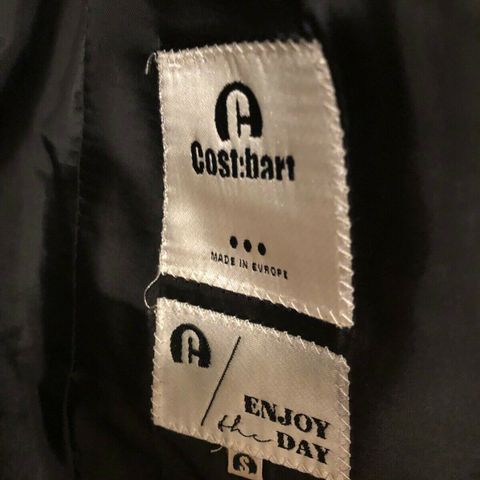 Cost:bart
MADE IN EUROPE
ENJOY
the DAY
S